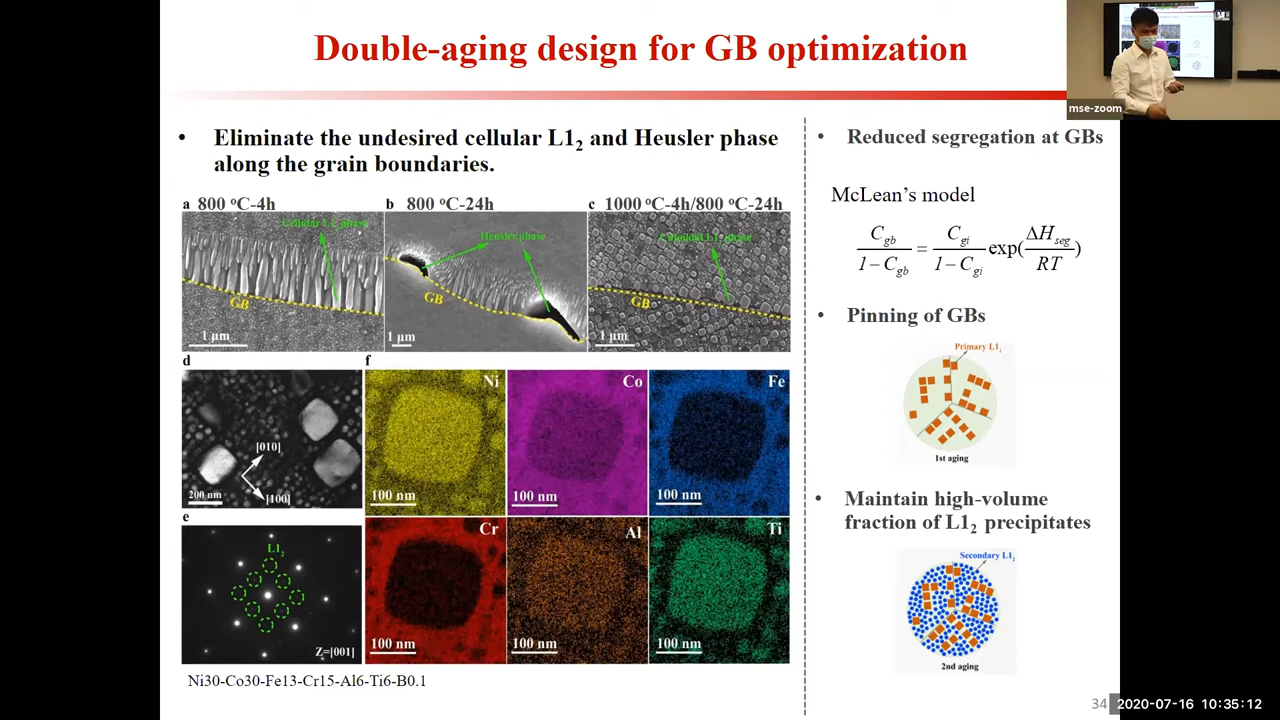 Double-aging design for GB optimization
mse-zoom
• Eliminate the undesired cellular L1₂ and Heusler phase
along the grain boundaries.
a 800 °C-4h
b 800 °C-24h
c 1000 °C-4h/800 °C-24h
Cellular L1₂ phase
GB
1 μm
Heusler phase
GB
1 μm
GB
1 μm
d
[010]
[100]
200 nm
f
Ni
100 nm
Co
100 nm
Fe
100 nm
e
L1₂
Z=[001]
Cr
100 nm
Al
100 nm
Ti
100 nm
Ni30-Co30-Fe13-Cr15-Al6-Ti6-B0.1
• Reduced segregation at GBs
McLean's model
C_gb / (1 − C_gb) = C_gi / (1 − C_gi) exp(ΔH_seg / RT)
• Pinning of GBs
Primary L1₂
1st aging
• Maintain high-volume
fraction of L1₂ precipitates
Secondary L1₂
2nd aging
34 2020-07-16 10:35:12